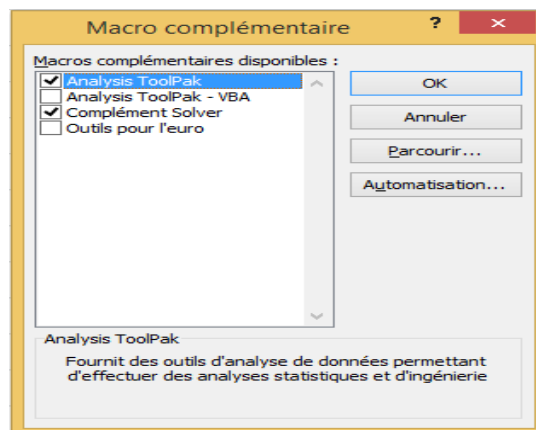 Macro complémentaire
?
Macros complémentaires disponibles :
Analysis ToolPak
Analysis ToolPak - VBA
Complément Solver
Outils pour l'euro
OK
Annuler
Parcourir...
Automatisation...
Analysis ToolPak
Fournit des outils d'analyse de données permettant
d'effectuer des analyses statistiques et d'ingénierie